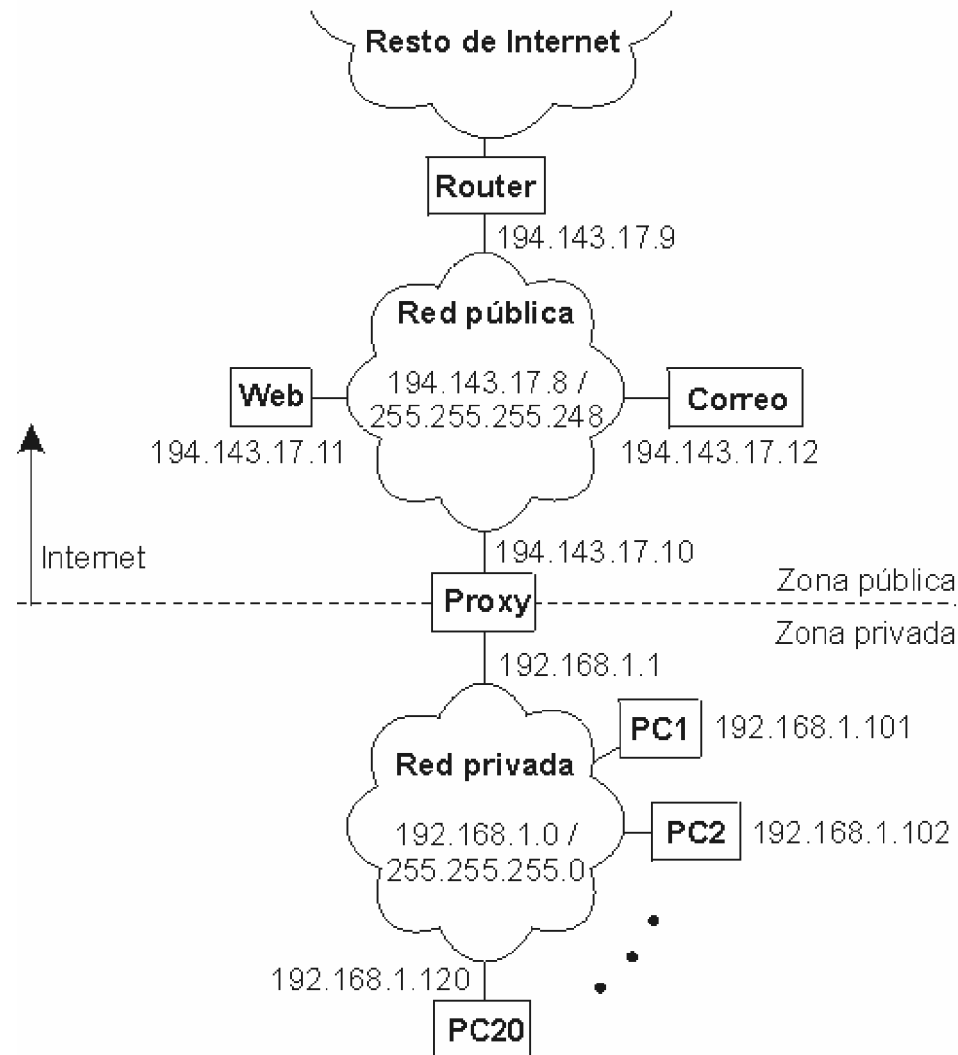 Resto de Internet
Router
194.143.17.9
Red pública
194.143.17.8 /
255.255.255.248
Web
194.143.17.11
Correo
194.143.17.12
Internet
194.143.17.10
Proxy
Zona pública
Zona privada
192.168.1.1
PC1
192.168.1.101
Red privada
192.168.1.0 /
255.255.255.0
PC2
192.168.1.102
192.168.1.120
PC20